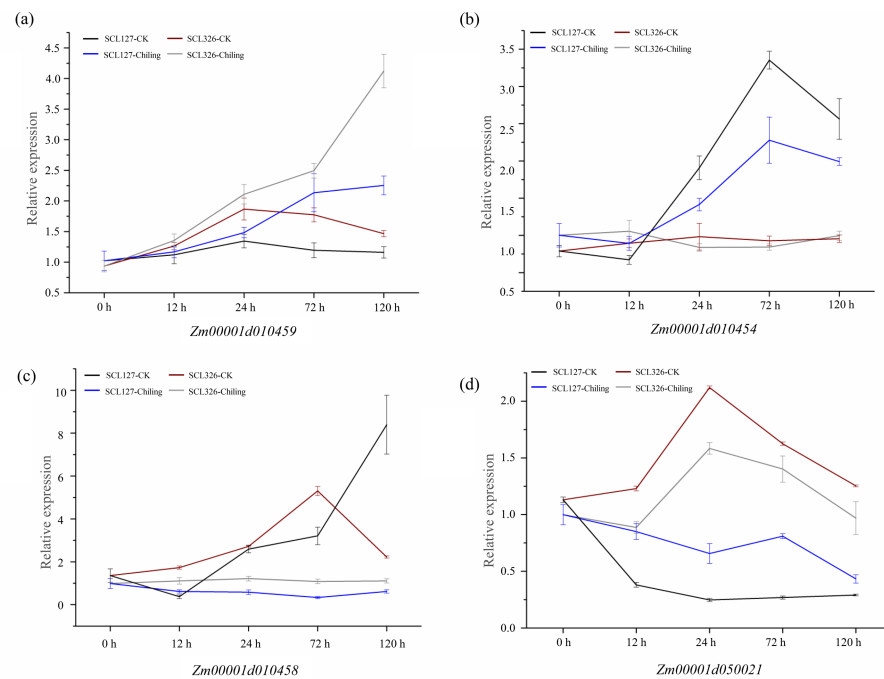 (a)
SCL127-CK
SCL326-CK
SCL127-Chiling
SCL326-Chiling
4.5
4.0
3.5
3.0
2.5
2.0
1.5
1.0
0.5
Relative expression
0 h
12 h
24 h
72 h
120 h
Zm00001d010459
(b)
SCL127-CK
SCL326-CK
SCL127-Chiling
SCL326-Chiling
3.5
3.0
2.5
2.0
1.5
1.0
0.5
Relative expression
0 h
12 h
24 h
72 h
120 h
Zm00001d010454
(c)
SCL127-CK
SCL326-CK
SCL127-Chiling
SCL326-Chiling
10
8
6
4
2
0
Relative expression
0 h
12 h
24 h
72 h
120 h
Zm00001d010458
(d)
SCL127-CK
SCL326-CK
SCL127-Chiling
SCL326-Chiling
2.0
1.5
1.0
0.5
0.0
Relative expression
0 h
12 h
24 h
72 h
120 h
Zm00001d050021